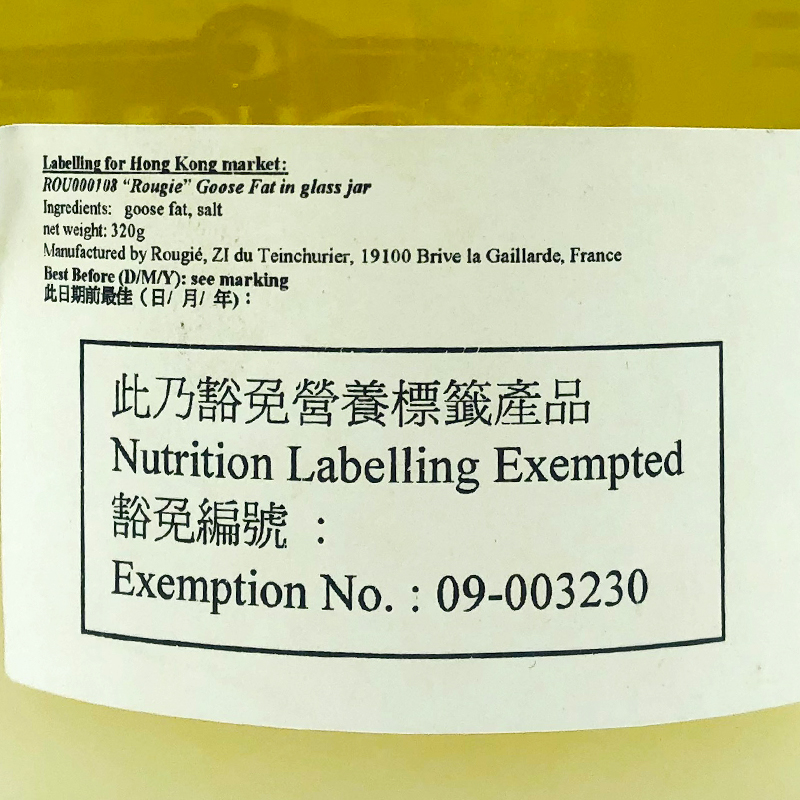 Labelling for Hong Kong market:
ROU000108 “Rougie” Goose Fat in glass jar
Ingredients: goose fat, salt
net weight: 320g
Manufactured by Rougié, ZI du Teinchurier, 19100 Brive la Gaillarde, France
Best Before (D/M/Y): see marking
此日期前最佳（日/ 月/ 年)：
此乃豁免營養標籤產品
Nutrition Labelling Exempted
豁免編號 ：
Exemption No. : 09-003230